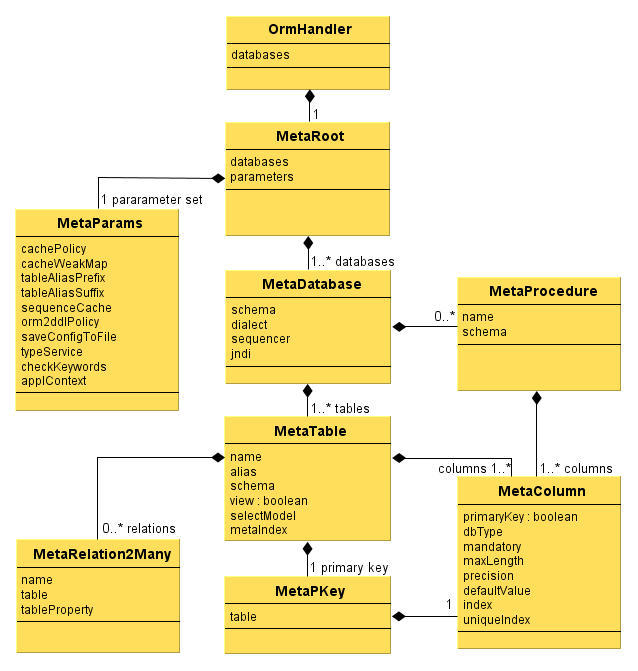 OrmHandler
databases
1
MetaRoot
databases
parameters
1 pararameter set
MetaParams
cachePolicy
cacheWeakMap
tableAliasPrefix
tableAliasSuffix
sequenceCache
orm2ddlPolicy
saveConfigToFile
typeService
checkKeywords
applContext
1..* databases
MetaDatabase
schema
dialect
sequencer
jndi
0..*
MetaProcedure
name
schema
1..* tables
MetaTable
name
alias
schema
view : boolean
selectModel
metaIndex
columns 1..*
1..* columns
MetaColumn
primaryKey : boolean
dbType
mandatory
maxLength
precision
defaultValue
index
uniqueIndex
0..* relations
MetaRelation2Many
name
table
tableProperty
1 primary key
MetaPKey
table
1